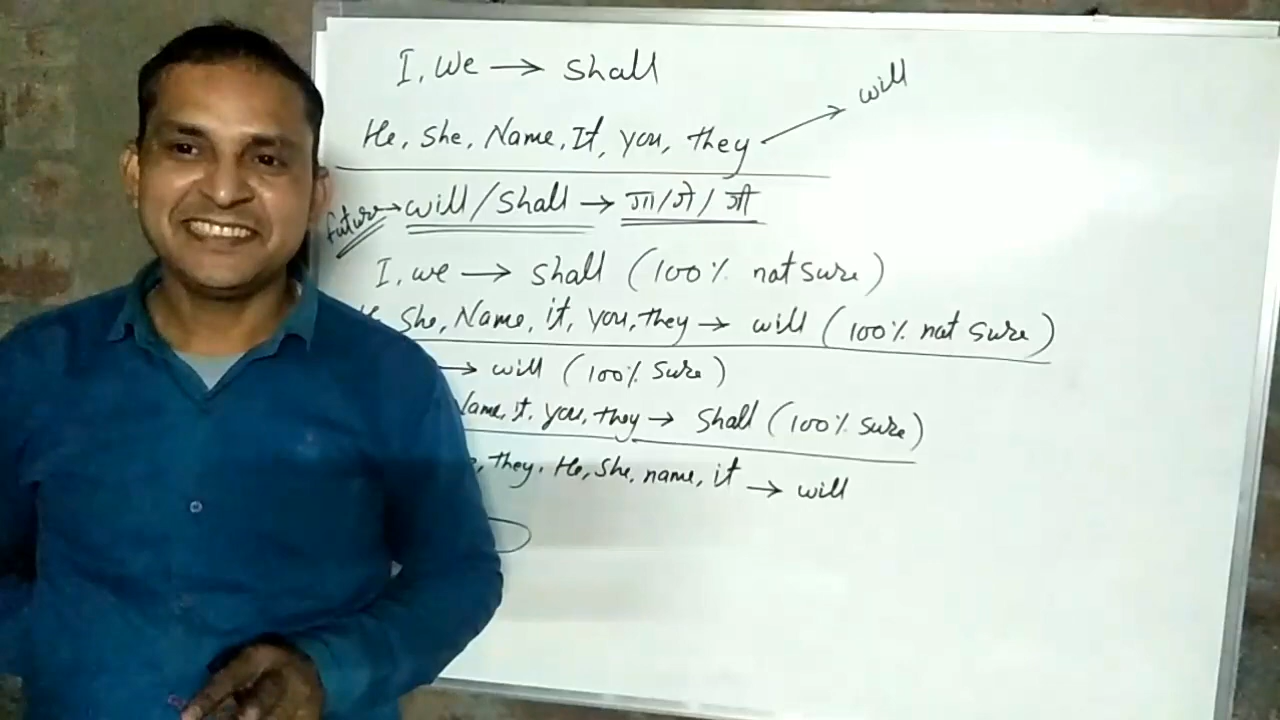 I, We → Shall
He, She, Name, It, you, they → will
future → will/Shall → गा/गे/गी
I, we → shall (100% not sure)
She, Name, it, you, they → will (100% not sure)
→ will (100% Sure)
Name, it, you, they → Shall (100% Sure)
, they, He, She, name, it → will